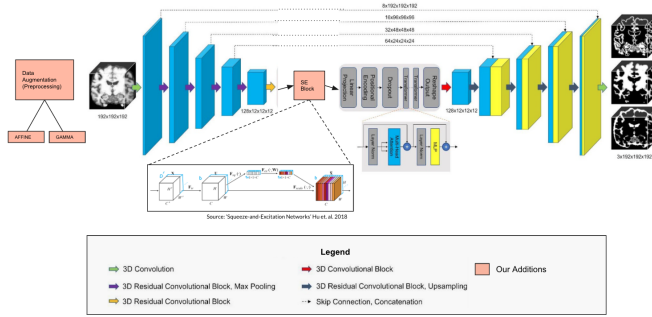 8x192x192x192
16x96x96x96
32x48x48x48
64x24x24x24
Data
Augmentation
(Preprocessing)
AFFINE
GAMMA
192x192x192
128x12x12x12
SE
Block
Linear
Projection
Positional
Encoding
Dropout
Transformer
Transformer
Reshape
Output
128x12x12x12
Layer Norm
Multi-Head
Attention
Layer Norm
MLP
3x192x192x192
Source: 'Squeeze-and-Excitation Networks' Hu et. al. 2018
Legend
3D Convolution
3D Residual Convolutional Block, Max Pooling
3D Residual Convolutional Block
3D Convolutional Block
3D Residual Convolutional Block, Upsampling
Skip Connection, Concatenation
Our Additions